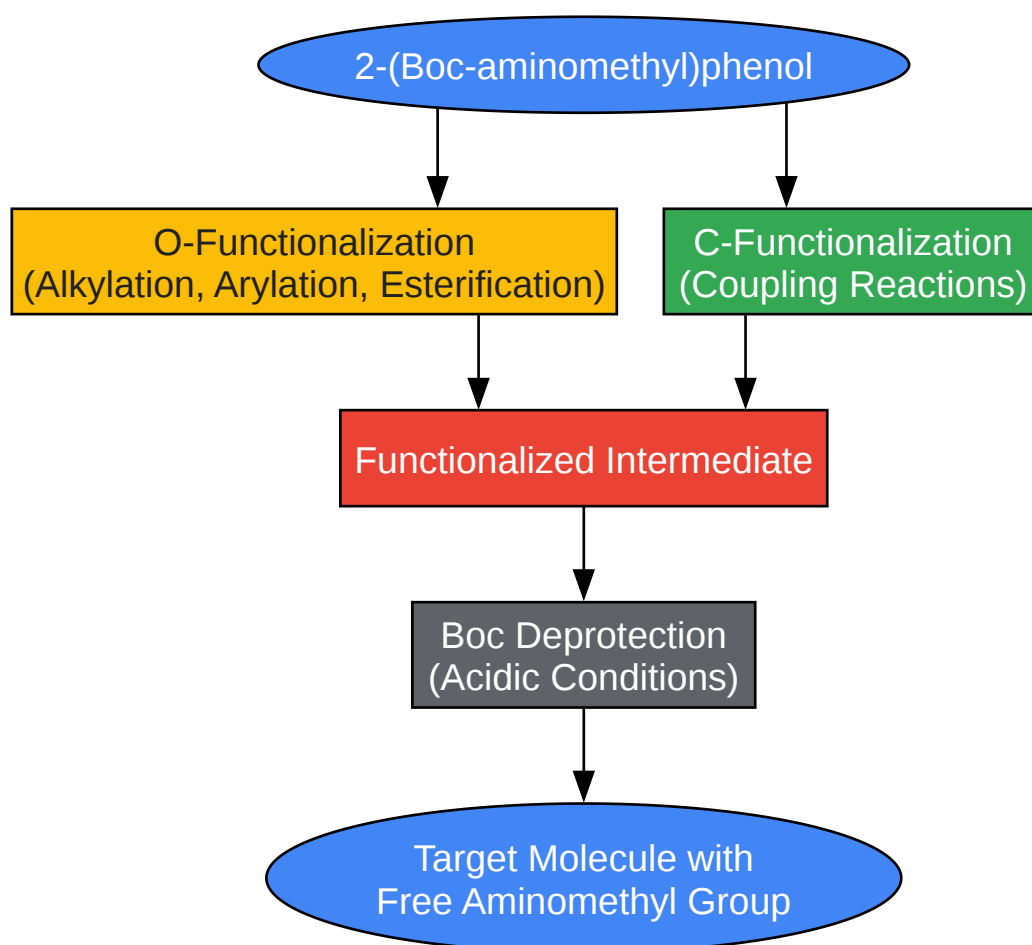 2-(Boc-aminomethyl)phenol
O-Functionalization
(Alkylation, Arylation, Esterification)
C-Functionalization
(Coupling Reactions)
Functionalized Intermediate
Boc Deprotection
(Acidic Conditions)
Target Molecule with
Free Aminomethyl Group